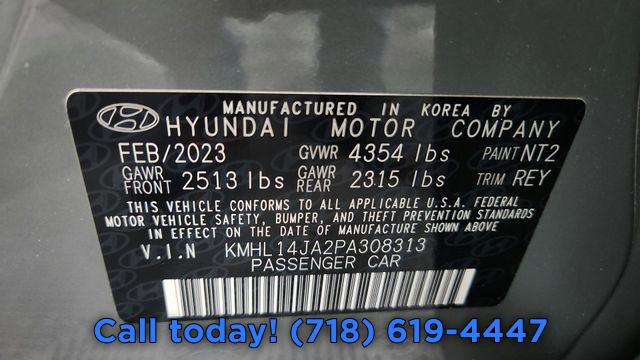 MANUFACTURED IN KOREA BY
HYUNDAI MOTOR COMPANY
FEB/2023 GVWR 4354 lbs PAINT NT2
GAWR FRONT 2513 lbs GAWR REAR 2315 lbs TRIM REY
THIS VEHICLE CONFORMS TO ALL APPLICABLE U.S.A. FEDERAL
MOTOR VEHICLE SAFETY, BUMPER, AND THEFT PREVENTION STANDARDS
IN EFFECT ON THE DATE OF MANUFACTURE SHOWN ABOVE
V.I.N KMHL14JA2PA308313
PASSENGER CAR
Call today! (718) 619-4447